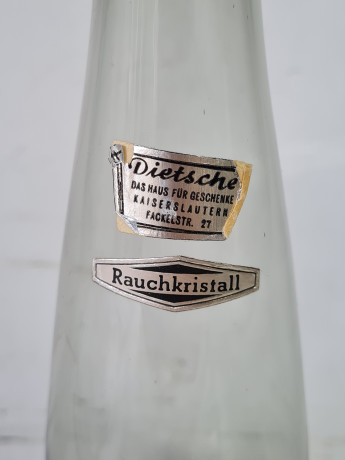 Dietsche
DAS HAUS FÜR GESCHENKE
KAISERSLAUTERN
FACKELSTR. 27
Rauchkristall